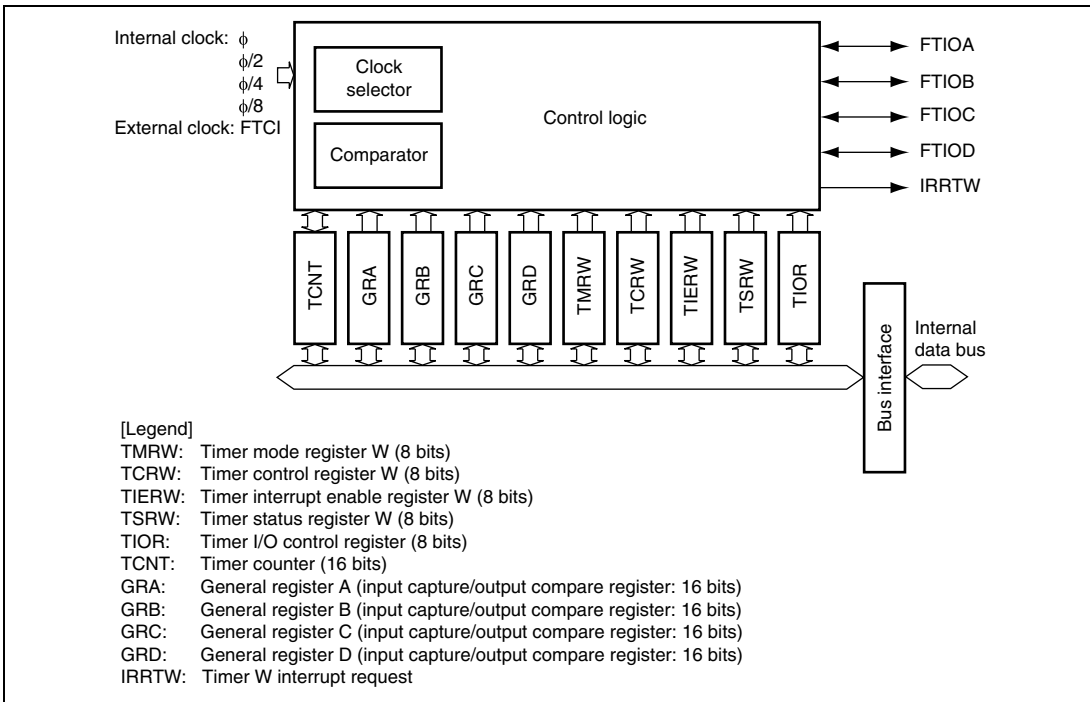 Internal clock: ϕ
ϕ/2
ϕ/4
ϕ/8
External clock: FTCI
Clock
selector
Comparator
Control logic
FTIOA
FTIOB
FTIOC
FTIOD
IRRTW
TCNT
GRA
GRB
GRC
GRD
TMRW
TCRW
TIERW
TSRW
TIOR
Bus interface
Internal
data bus
[Legend]
TMRW: Timer mode register W (8 bits)
TCRW: Timer control register W (8 bits)
TIERW: Timer interrupt enable register W (8 bits)
TSRW: Timer status register W (8 bits)
TIOR: Timer I/O control register (8 bits)
TCNT: Timer counter (16 bits)
GRA: General register A (input capture/output compare register: 16 bits)
GRB: General register B (input capture/output compare register: 16 bits)
GRC: General register C (input capture/output compare register: 16 bits)
GRD: General register D (input capture/output compare register: 16 bits)
IRRTW: Timer W interrupt request